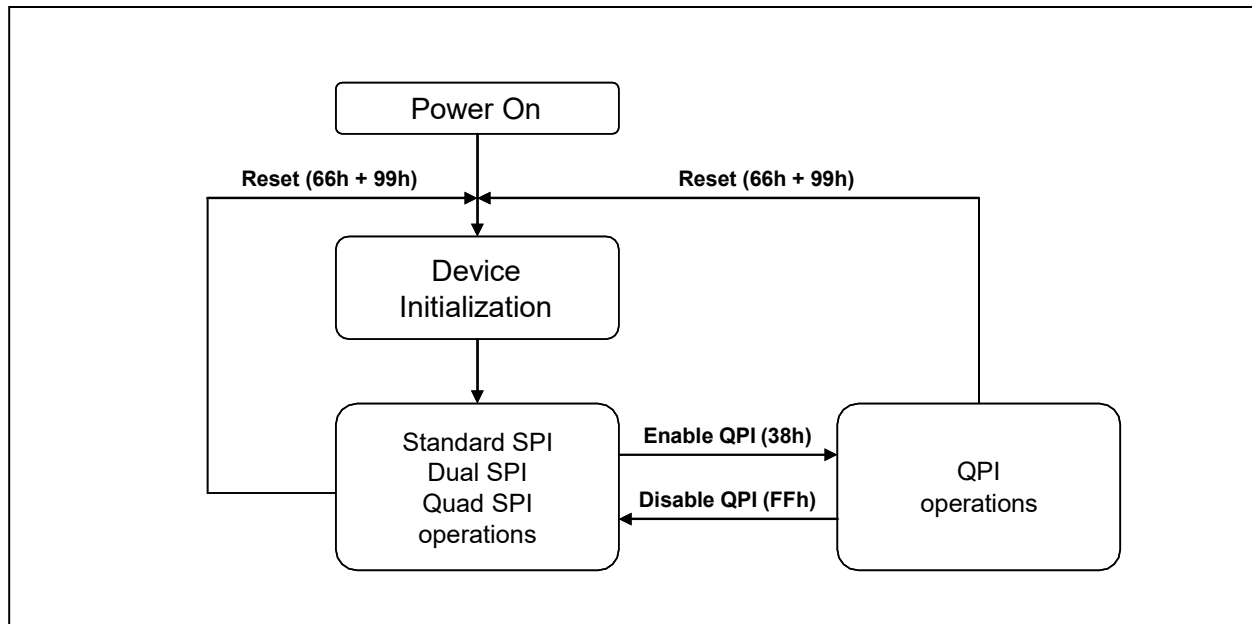 Power On
Reset (66h + 99h)
Reset (66h + 99h)
Device
Initialization
Standard SPI
Dual SPI
Quad SPI
operations
Enable QPI (38h)
Disable QPI (FFh)
QPI
operations